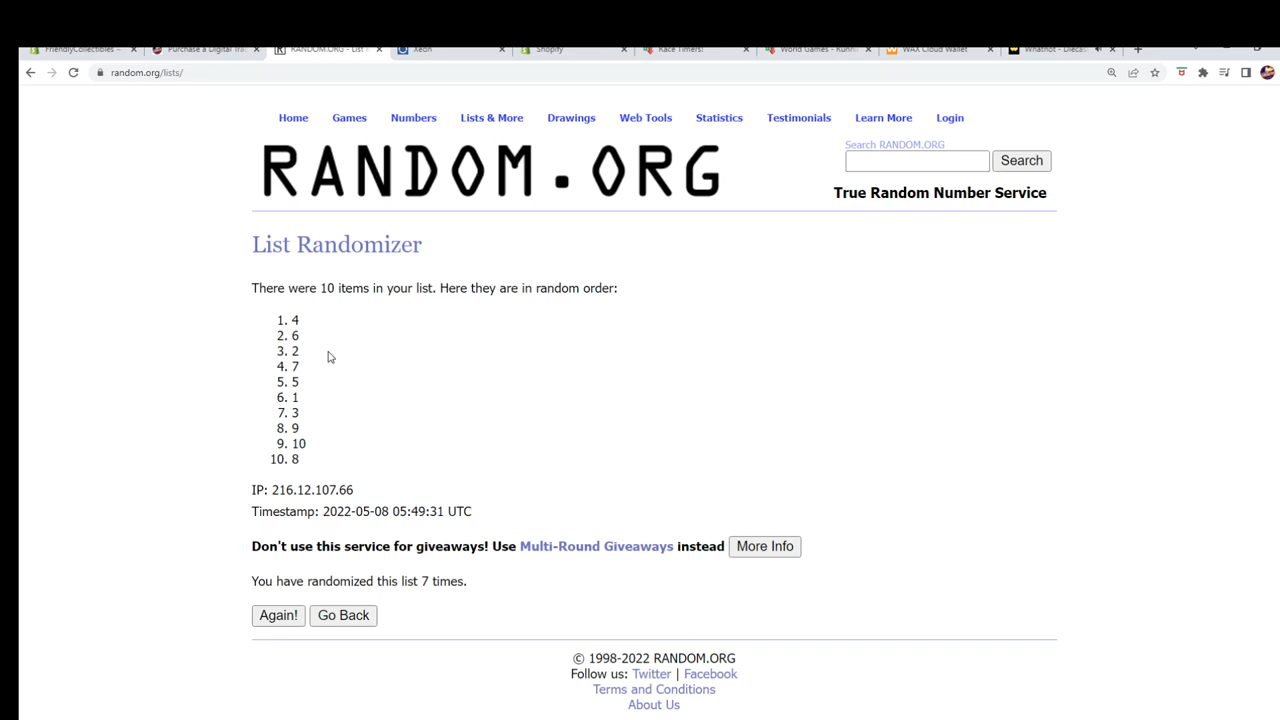 FriendlyCollectibles –
Purchase a Digital Tra
RANDOM.ORG - List
Xeon
Shopify
Race Timers!
World Games - Kunn
WAX Cloud Wallet
Whatnot - Diecas
random.org/lists/
Home Games Numbers Lists & More Drawings Web Tools Statistics Testimonials Learn More Login
Search RANDOM.ORG
RANDOM.ORG
Search
True Random Number Service
List Randomizer
There were 10 items in your list. Here they are in random order:
1. 4
2. 6
3. 2
4. 7
5. 5
6. 1
7. 3
8. 9
9. 10
10. 8
IP: 216.12.107.66
Timestamp: 2022-05-08 05:49:31 UTC
Don't use this service for giveaways! Use Multi-Round Giveaways instead More Info
You have randomized this list 7 times.
Again! Go Back
© 1998-2022 RANDOM.ORG
Follow us: Twitter | Facebook
Terms and Conditions
About Us